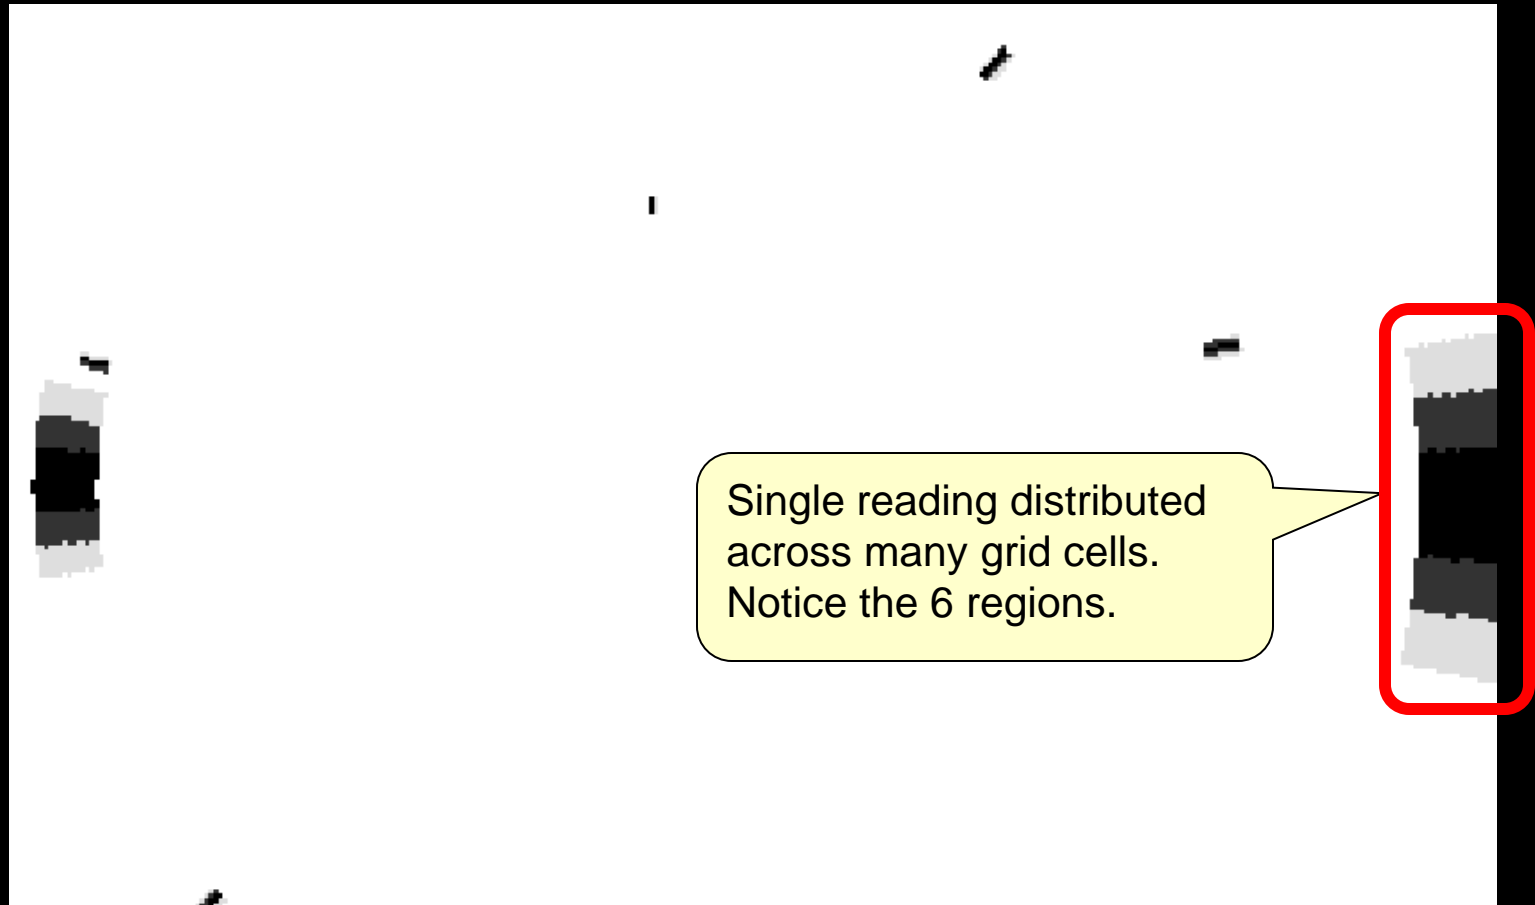 Single reading distributed
across many grid cells.
Notice the 6 regions.